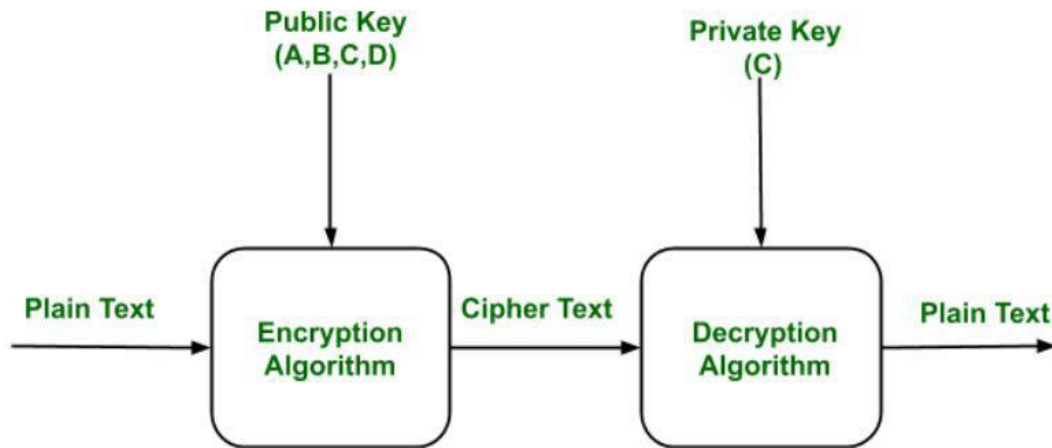 Public Key
(A,B,C,D)
Private Key
(C)
Plain Text
Encryption
Algorithm
Cipher Text
Decryption
Algorithm
Plain Text